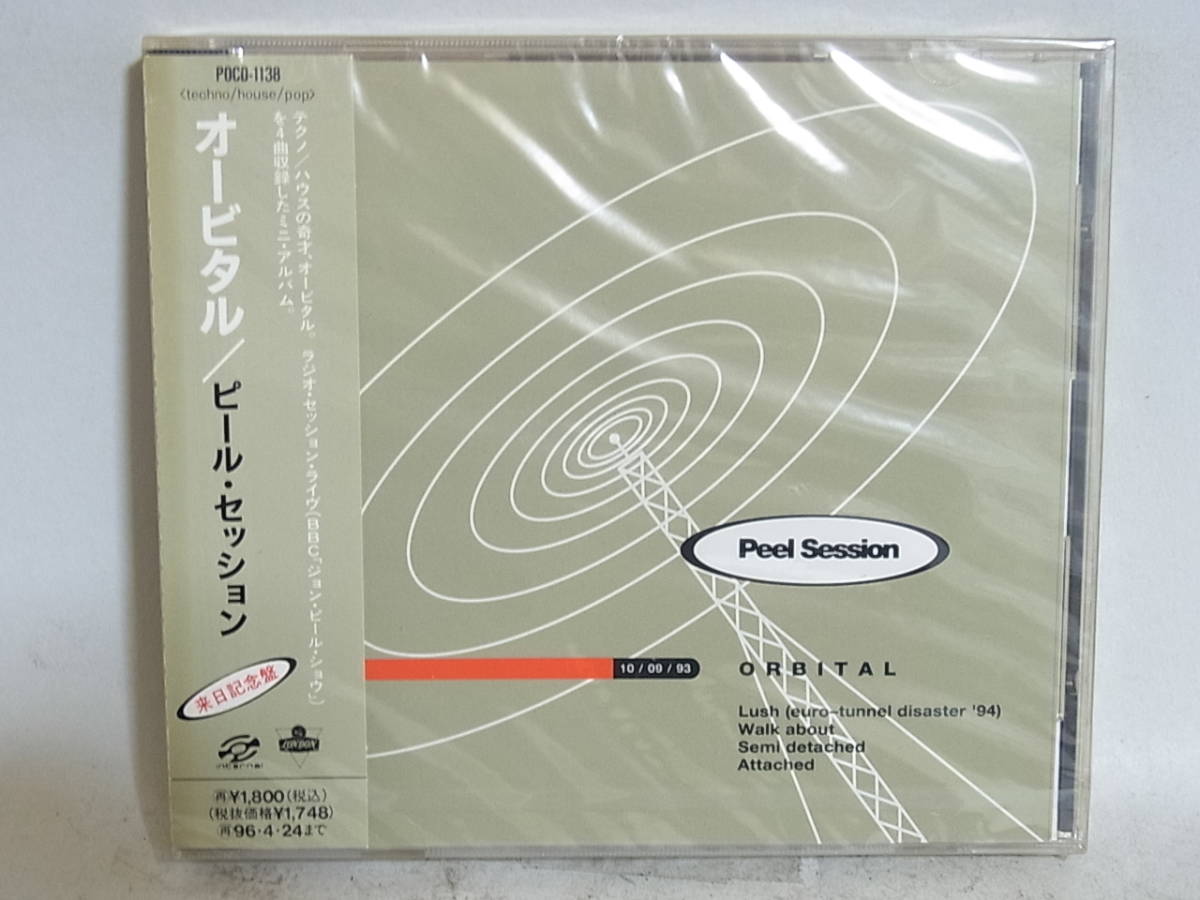 POCD-1138
<techno/house/pop>
オービタル／ピール・セッション
テクノ／ハウスの奇才、オービタル。 ラジオ・セッション・ライヴ(BBC「ジョン・ピール・ショウ」)
を4曲収録したミニ・アルバム。
来日記念盤
internal
LONDON
再¥1,800(税込)
(税抜価格¥1,748)
再96・4・24まで
Peel Session
10 / 09 / 93
ORBITAL
Lush (euro-tunnel disaster '94)
Walk about
Semi detached
Attached